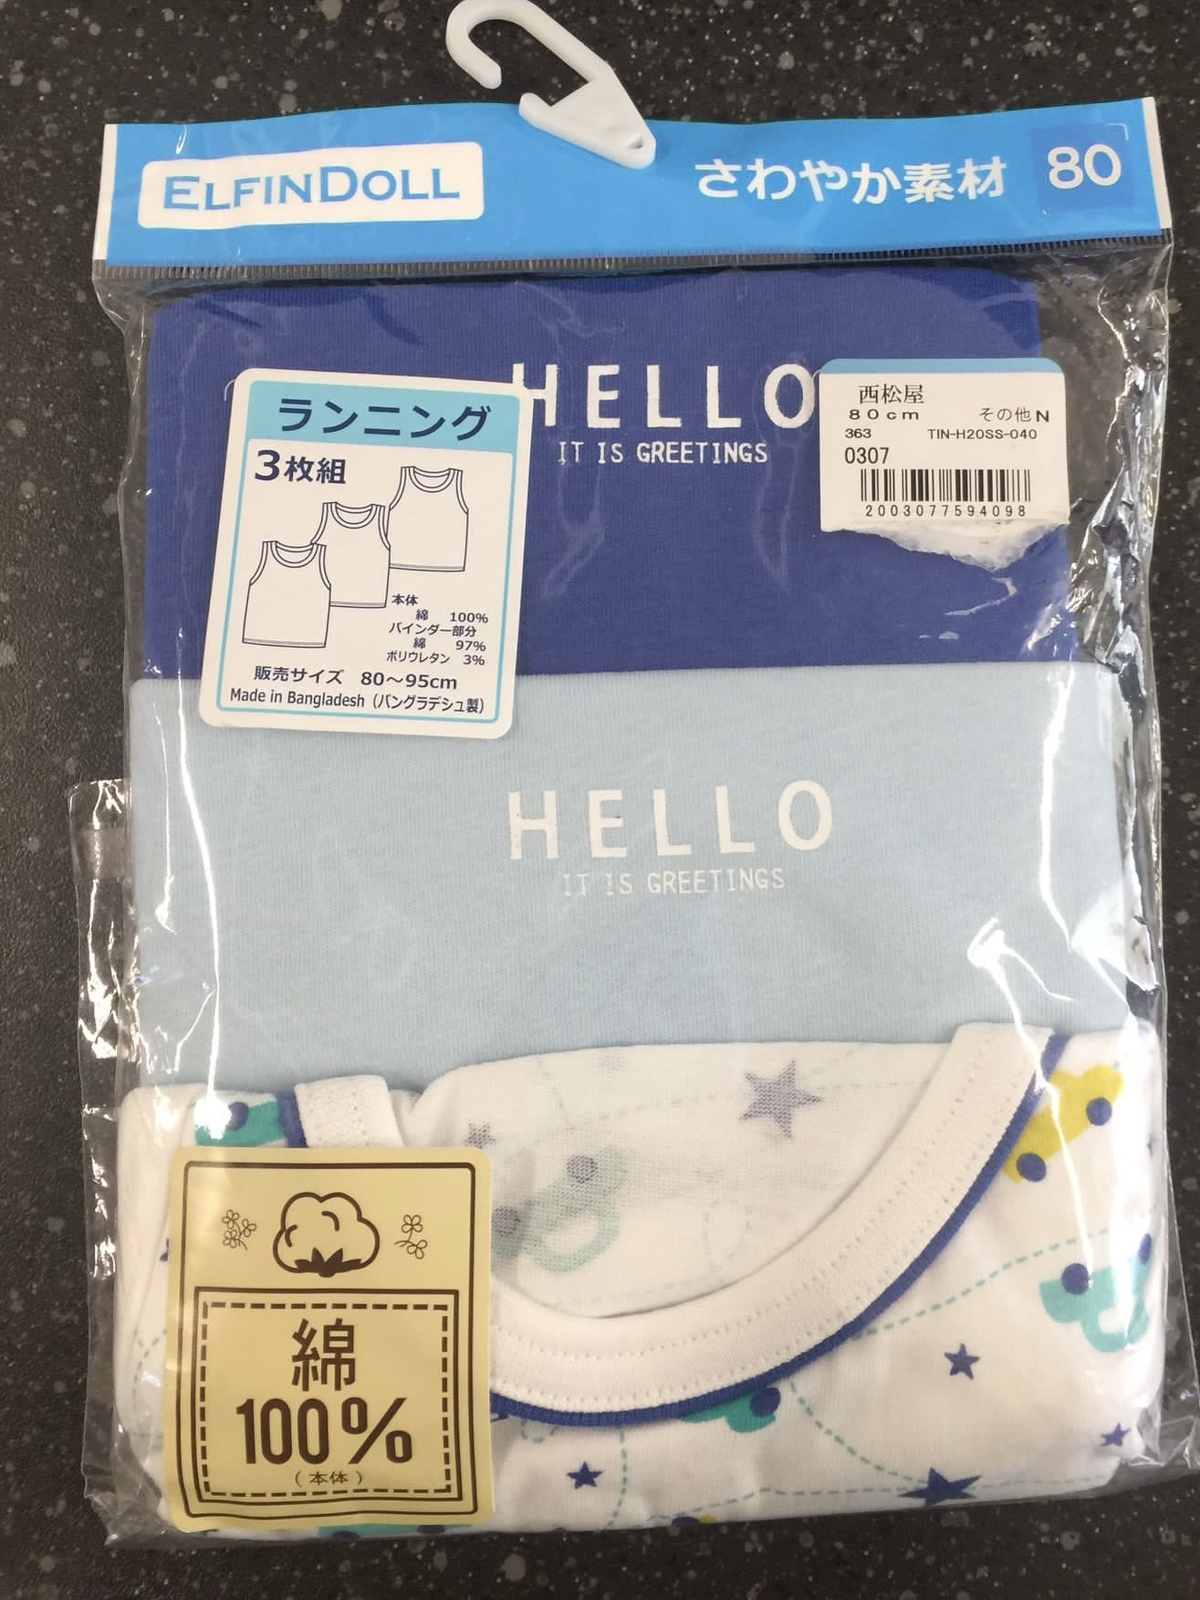 ELFINDOLL
さわやか素材 80
HELLO
IT IS GREETINGS
ランニング
3枚組
本体
綿 100%
バインダー部分
綿 97%
ポリウレタン 3%
販売サイズ 80～95cm
Made in Bangladesh（バングラデシュ製）
西松屋
80cm その他N
363 TIN-H20SS-040
0307
2003077594098
HELLO
IT IS GREETINGS
綿
100%
（本体）